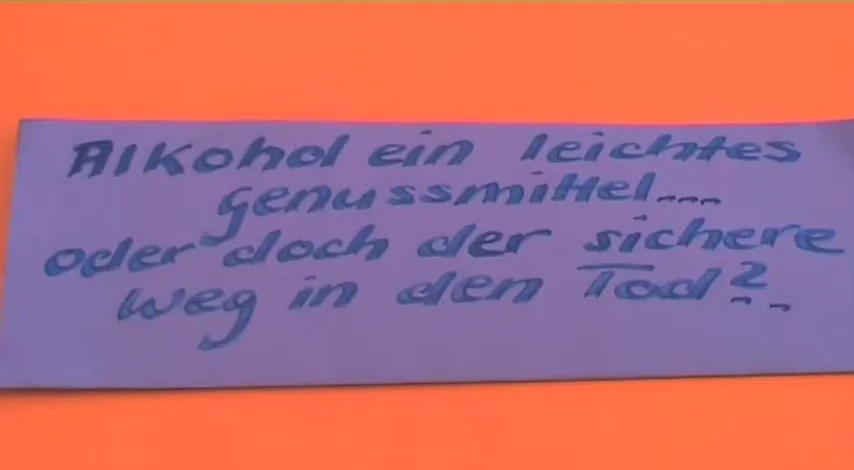 Alkohol ein leichtes
genussmittel....
oder doch der sichere
weg in den Tod?..